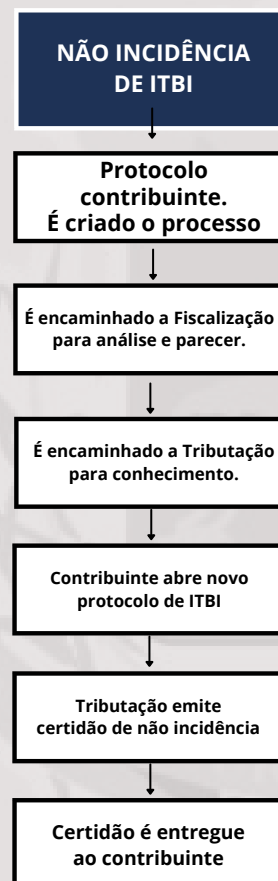 NÃO INCIDÊNCIA
DE ITBI
Protocolo
contribuinte.
É criado o processo
É encaminhado a Fiscalização
para análise e parecer.
É encaminhado a Tributação
para conhecimento.
Contribuinte abre novo
protocolo de ITBI
Tributação emite
certidão de não incidência
Certidão é entregue
ao contribuinte